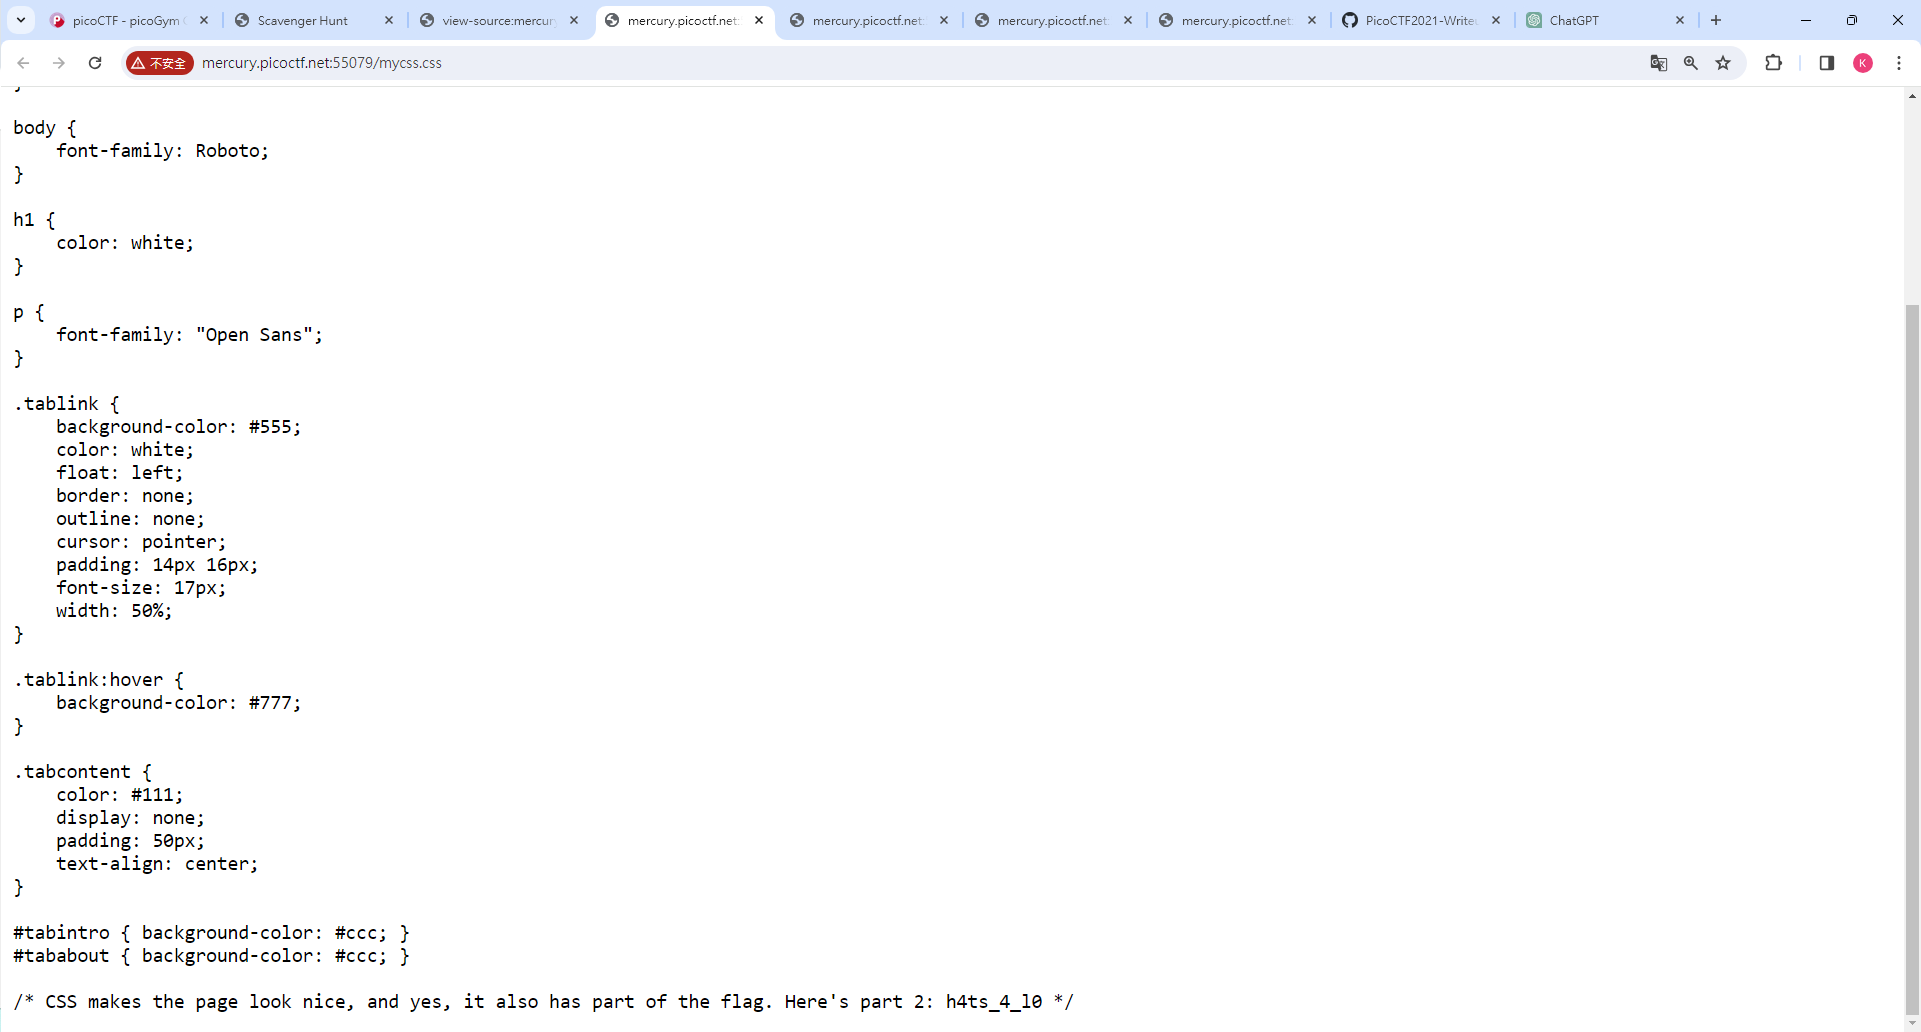 picoCTF - picoGym C
Scavenger Hunt
view-source:mercury
mercury.picoctf.net:
mercury.picoctf.net:
mercury.picoctf.net:
mercury.picoctf.net:
PicoCTF2021-Writeu
ChatGPT
不安全
mercury.picoctf.net:55079/mycss.css
K
}
body {
    font-family: Roboto;
}
h1 {
    color: white;
}
p {
    font-family: "Open Sans";
}
.tablink {
    background-color: #555;
    color: white;
    float: left;
    border: none;
    outline: none;
    cursor: pointer;
    padding: 14px 16px;
    font-size: 17px;
    width: 50%;
}
.tablink:hover {
    background-color: #777;
}
.tabcontent {
    color: #111;
    display: none;
    padding: 50px;
    text-align: center;
}
#tabintro { background-color: #ccc; }
#tababout { background-color: #ccc; }
/* CSS makes the page look nice, and yes, it also has part of the flag. Here's part 2: h4ts_4_l0 */